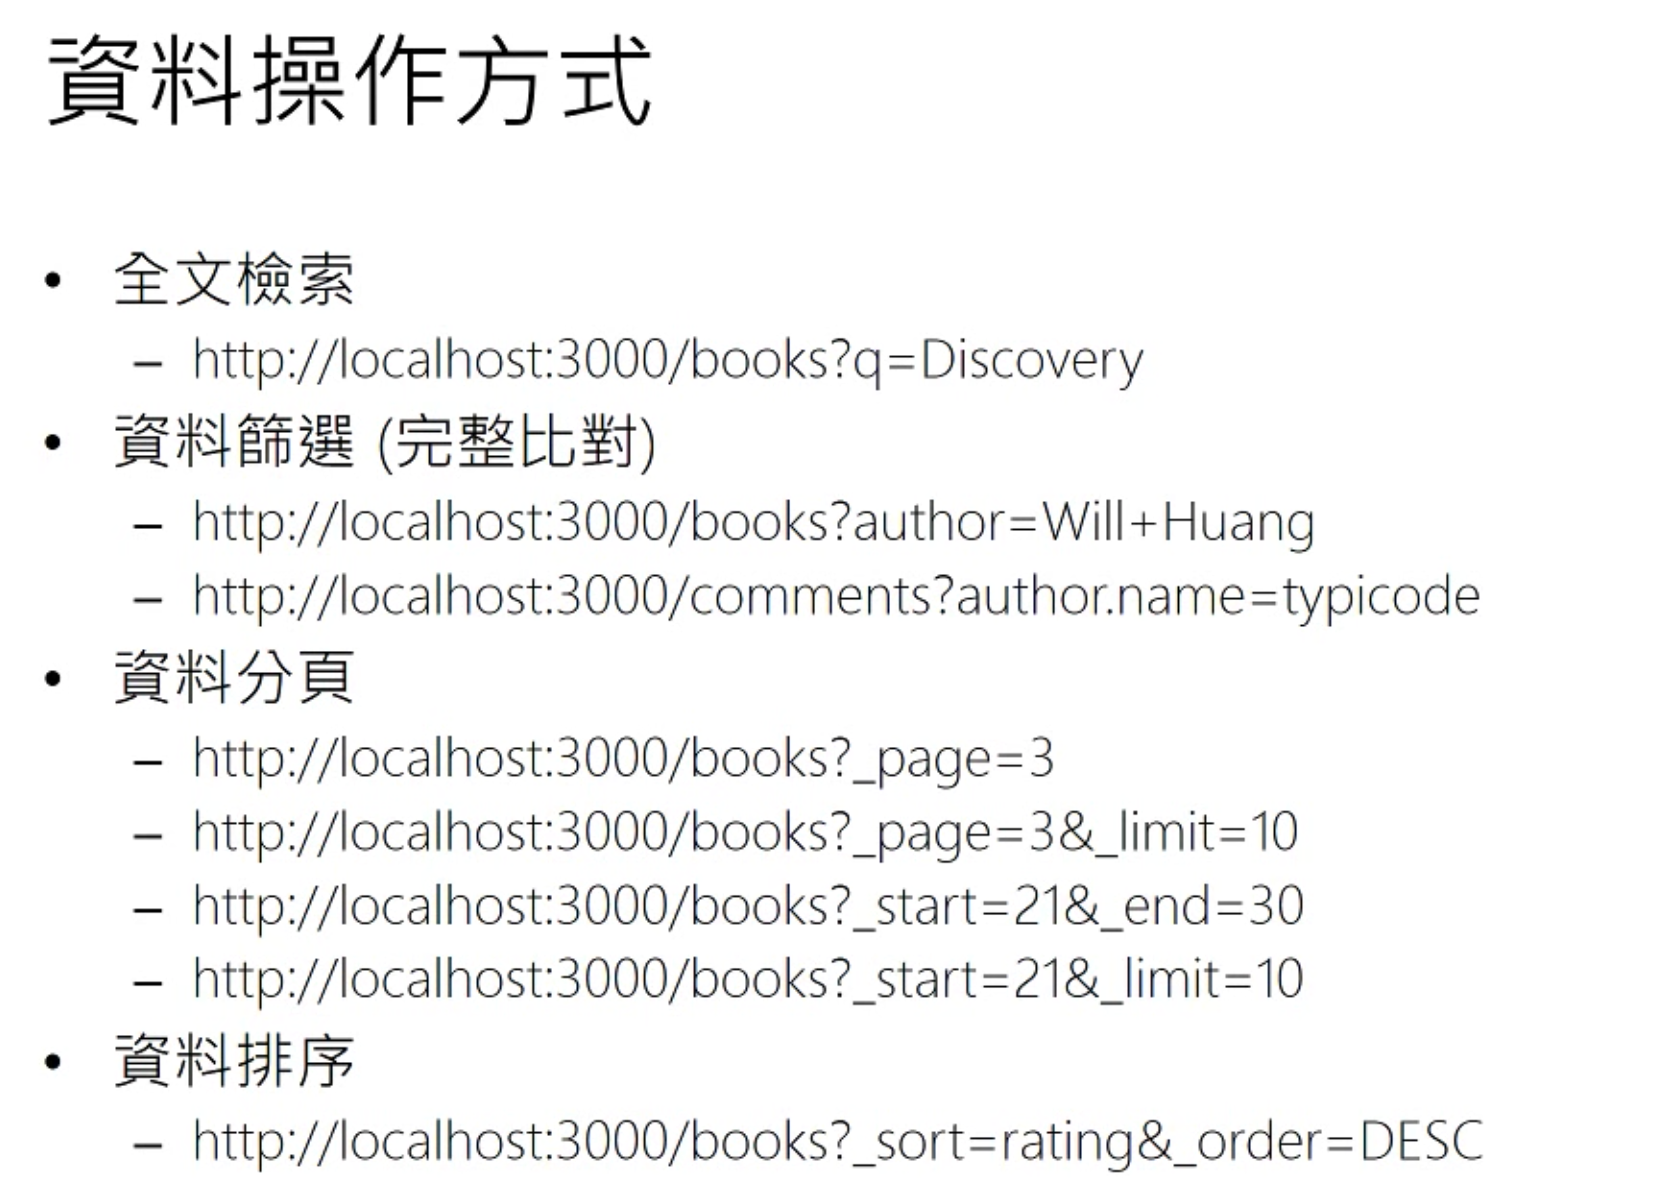 資料操作方式
• 全文檢索
– http://localhost:3000/books?q=Discovery
• 資料篩選 (完整比對)
– http://localhost:3000/books?author=Will+Huang
– http://localhost:3000/comments?author.name=typicode
• 資料分頁
– http://localhost:3000/books?_page=3
– http://localhost:3000/books?_page=3&_limit=10
– http://localhost:3000/books?_start=21&_end=30
– http://localhost:3000/books?_start=21&_limit=10
• 資料排序
– http://localhost:3000/books?_sort=rating&_order=DESC